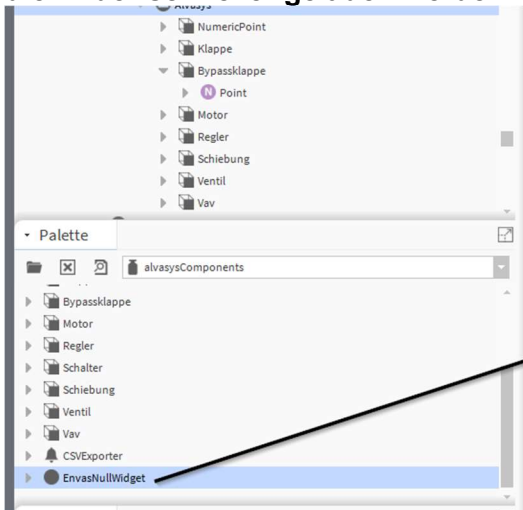 Alvasys
NumericPoint
Klappe
Bypassklappe
N Point
Motor
Regler
Schiebung
Ventil
Vav
Palette
alvasysComponents
Bypassklappe
Motor
Regler
Schalter
Schiebung
Ventil
Vav
CSVExporter
EnvasNullWidget